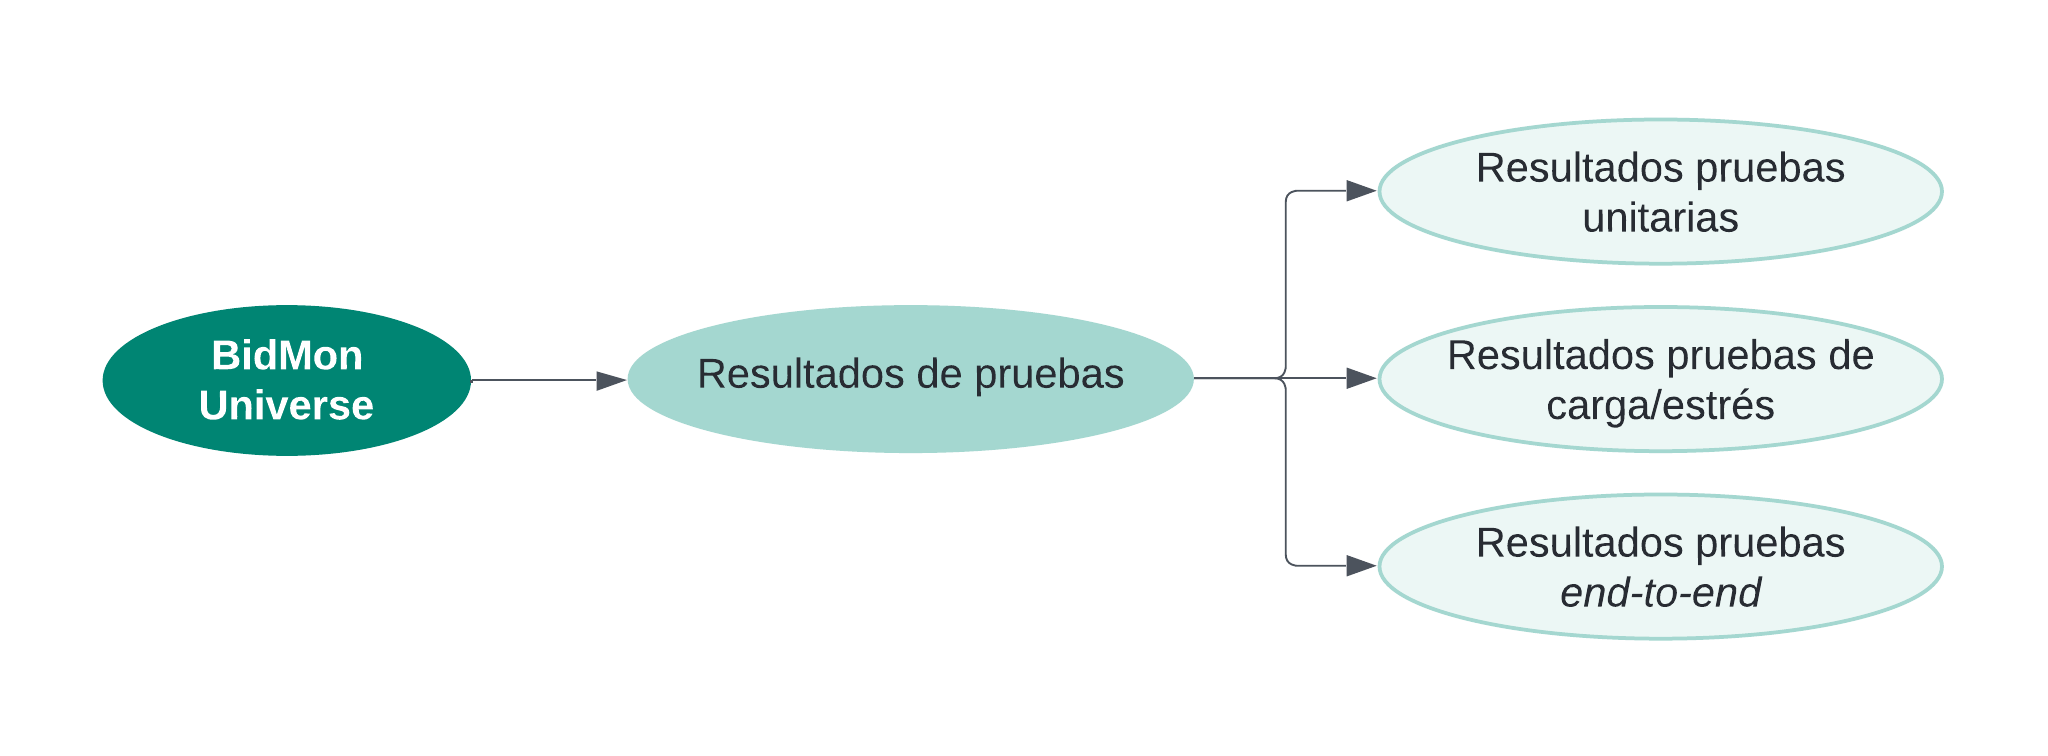 BidMon
Universe
Resultados de pruebas
Resultados pruebas
unitarias
Resultados pruebas de
carga/estrés
Resultados pruebas
end-to-end